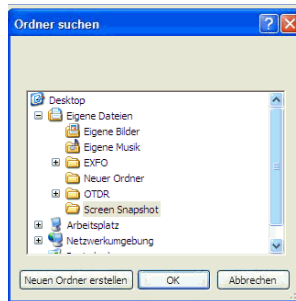 Ordner suchen
Desktop
Eigene Dateien
Eigene Bilder
Eigene Musik
EXFO
Neuer Ordner
OTDR
Screen Snapshot
Arbeitsplatz
Netzwerkumgebung
Neuen Ordner erstellen OK Abbrechen